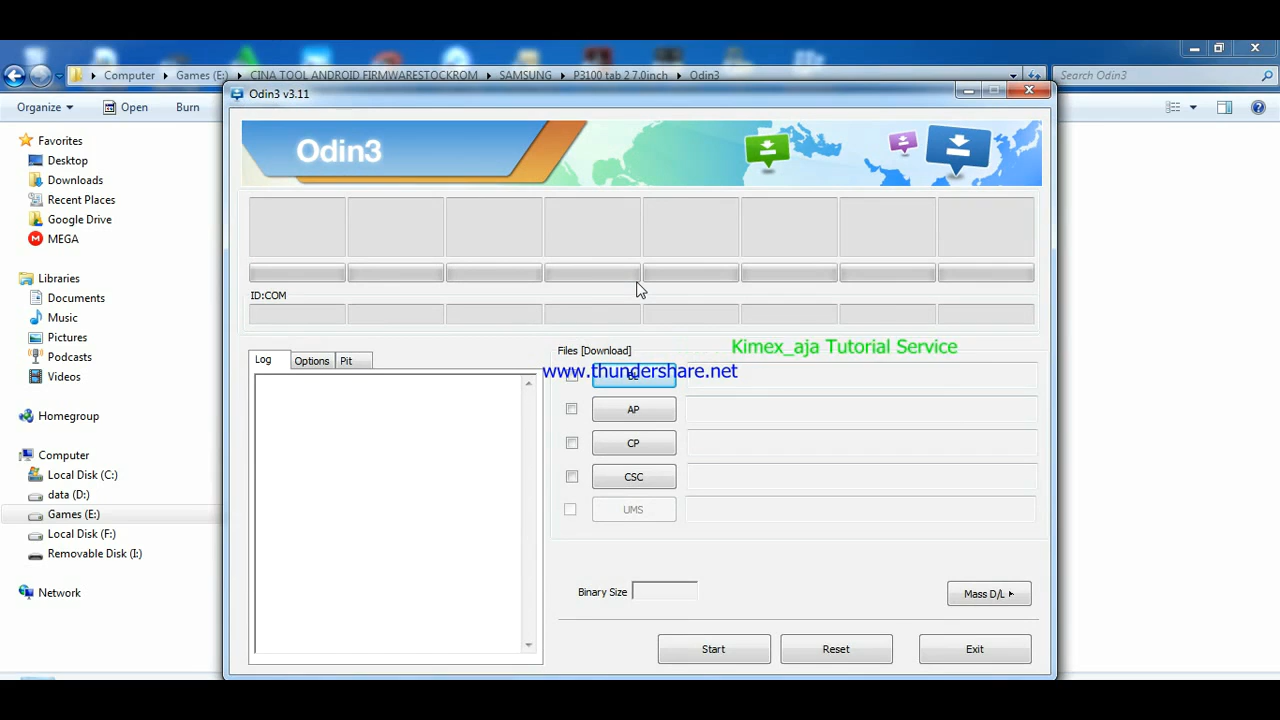 Computer
Games (E:)
CINA TOOL ANDROID FIRMWARESTOCKROM
SAMSUNG
P3100 tab 2 7.0inch
Odin3
Search Odin3
Odin3 v3.11
Organize
Open
Burn
Favorites
Desktop
Downloads
Recent Places
Google Drive
MEGA
Libraries
Documents
Music
Pictures
Podcasts
Videos
Homegroup
Computer
Local Disk (C:)
data (D:)
Games (E:)
Local Disk (F:)
Removable Disk (I:)
Network
Odin3
ID:COM
Log
Options
Pit
Files [Download]
Kimex_aja Tutorial Service
www.thundershare.net
AP
CP
CSC
UMS
Binary Size
Mass D/L
Start
Reset
Exit